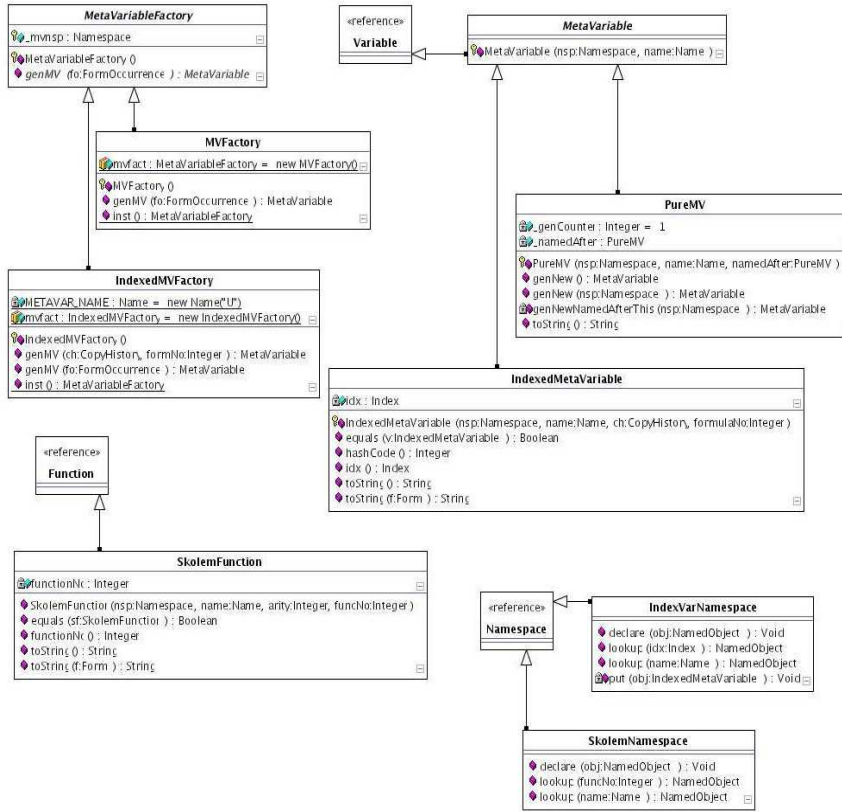 MetaVariableFactory
_mvnsp : Namespace
MetaVariableFactory ()
genMV (fo:FormOccurrence ) : MetaVariable
«reference»
Variable
MetaVariable
MetaVariable (nsp:Namespace, name:Name )
MVFactory
mvfact : MetaVariableFactory = new MVFactory()
MVFactory ()
genMV (fo:FormOccurrence ) : MetaVariable
inst () : MetaVariableFactory
PureMV
_genCounter : Integer = 1
_namedAfter : PureMV
PureMV (nsp:Namespace, name:Name, namedAfter:PureMV )
genNew () : MetaVariable
genNew (nsp:Namespace ) : MetaVariable
genNewNamedAfterThis (nsp:Namespace ) : MetaVariable
toString () : String
IndexedMVFactory
METAVAR_NAME : Name = new Name("U")
mvfact : IndexedMVFactory = new IndexedMVFactory()
IndexedMVFactory ()
genMV (ch:CopyHistory, formNo:Integer ) : MetaVariable
genMV (fo:FormOccurrence ) : MetaVariable
inst () : MetaVariableFactory
IndexedMetaVariable
idx : Index
IndexedMetaVariable (nsp:Namespace, name:Name, ch:CopyHistory, formulaNo:Integer )
equals (v:IndexedMetaVariable ) : Boolean
hashCode () : Integer
idx () : Index
toString () : String
toString (f:Form ) : String
«reference»
Function
SkolemFunction
functionNo : Integer
SkolemFunction (nsp:Namespace, name:Name, arity:Integer, funcNo:Integer )
equals (sf:SkolemFunction ) : Boolean
functionNo () : Integer
toString () : String
toString (f:Form ) : String
«reference»
Namespace
IndexVarNamespace
declare (obj:NamedObject ) : Void
lookup (idx:Index ) : NamedObject
lookup (name:Name ) : NamedObject
put (obj:IndexedMetaVariable ) : Void
SkolemNamespace
declare (obj:NamedObject ) : Void
lookup (funcNo:Integer ) : NamedObject
lookup (name:Name ) : NamedObject